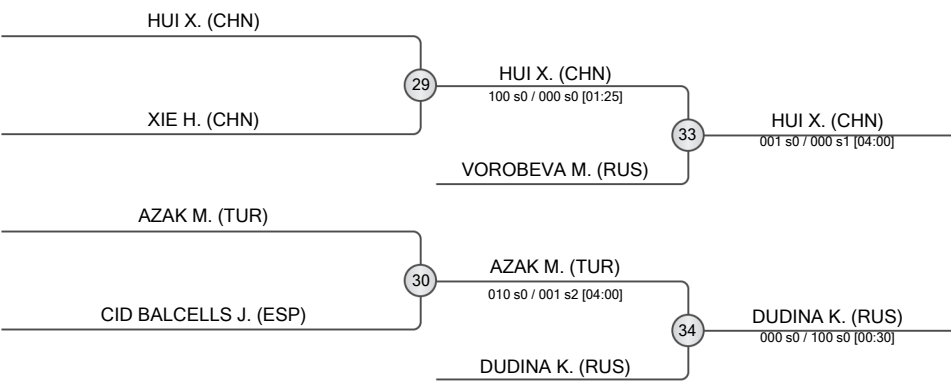 HUI X. (CHN)
29
HUI X. (CHN)
100 s0 / 000 s0 [01:25]
XIE H. (CHN)
33
HUI X. (CHN)
001 s0 / 000 s1 [04:00]
VOROBEVA M. (RUS)
AZAK M. (TUR)
30
AZAK M. (TUR)
010 s0 / 001 s2 [04:00]
CID BALCELLS J. (ESP)
34
DUDINA K. (RUS)
000 s0 / 100 s0 [00:30]
DUDINA K. (RUS)